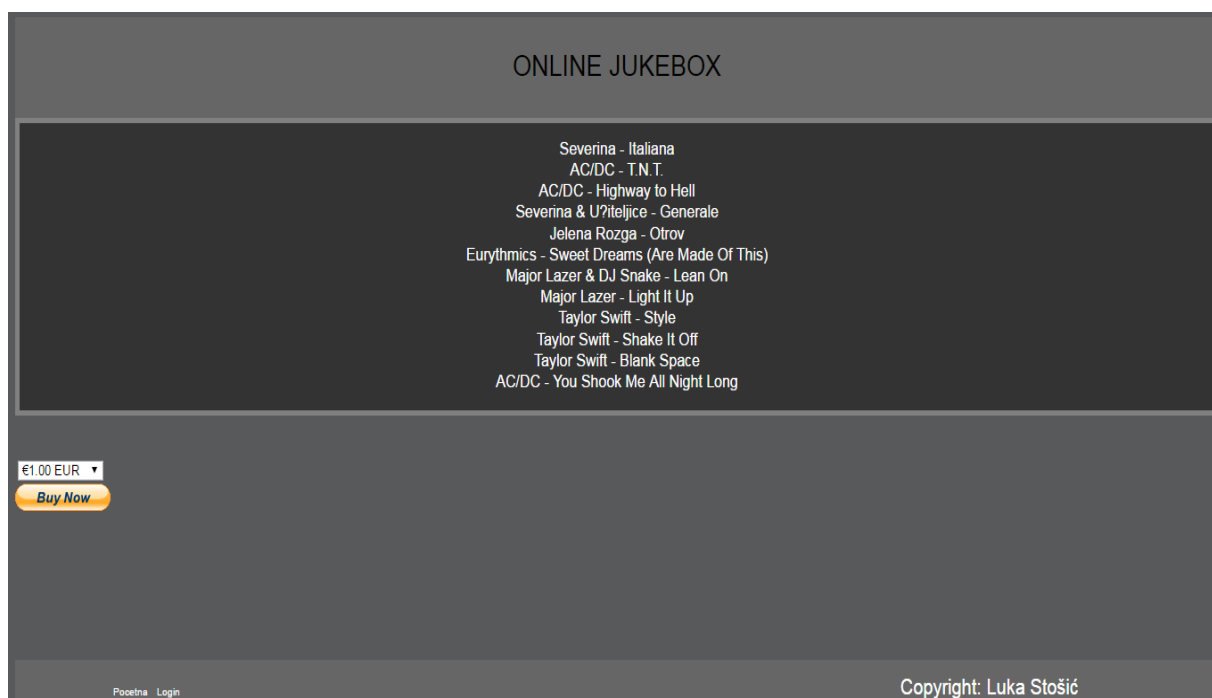 ONLINE JUKEBOX
Severina - Italiana
AC/DC - T.N.T.
AC/DC - Highway to Hell
Severina & U?iteljice - Generale
Jelena Rozga - Otrov
Eurythmics - Sweet Dreams (Are Made Of This)
Major Lazer & DJ Snake - Lean On
Major Lazer - Light It Up
Taylor Swift - Style
Taylor Swift - Shake It Off
Taylor Swift - Blank Space
AC/DC - You Shook Me All Night Long
€1.00 EUR
Buy Now
Pocetna Login
Copyright: Luka Stošić